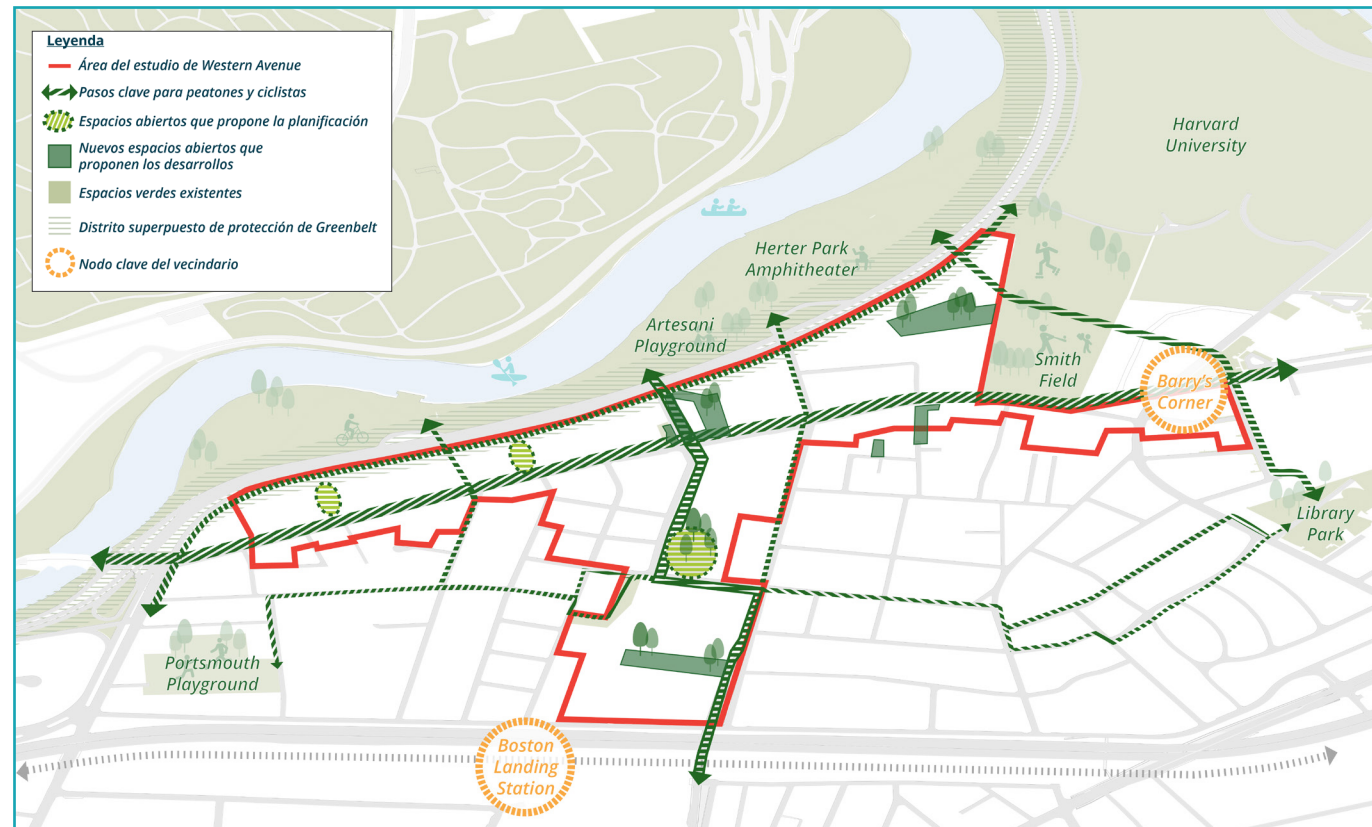 Leyenda
Área del estudio de Western Avenue
Pasos clave para peatones y ciclistas
Espacios abiertos que propone la planificación
Nuevos espacios abiertos que
proponen los desarrollos
Espacios verdes existentes
Distrito superpuesto de protección de Greenbelt
Nodo clave del vecindario
Harvard
University
Herter Park
Amphitheater
Artesani
Playground
Smith
Field
Barry's
Corner
Library
Park
Portsmouth
Playground
Boston
Landing
Station